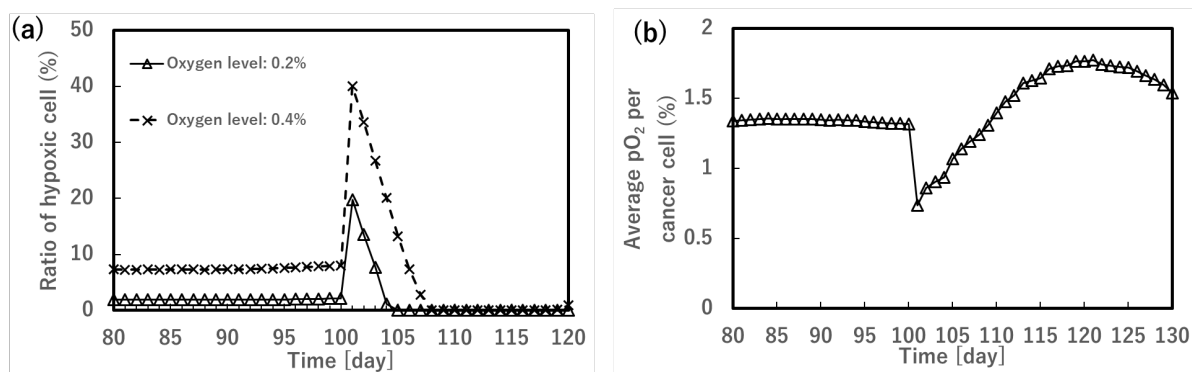 (a)
Ratio of hypoxic cell (%)
50
40
30
20
10
0
Oxygen level: 0.2%
Oxygen level: 0.4%
80 85 90 95 100 105 110 115 120
Time [day]
(b)
Average pO2 per
cancer cell (%)
2
1.5
1
0.5
0
80 85 90 95 100 105 110 115 120 125 130
Time [day]